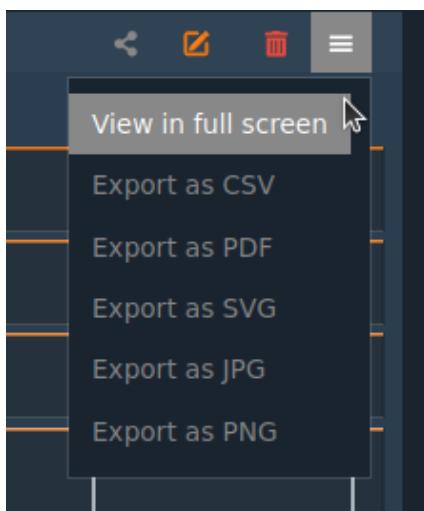 View in full screen
Export as CSV
Export as PDF
Export as SVG
Export as JPG
Export as PNG